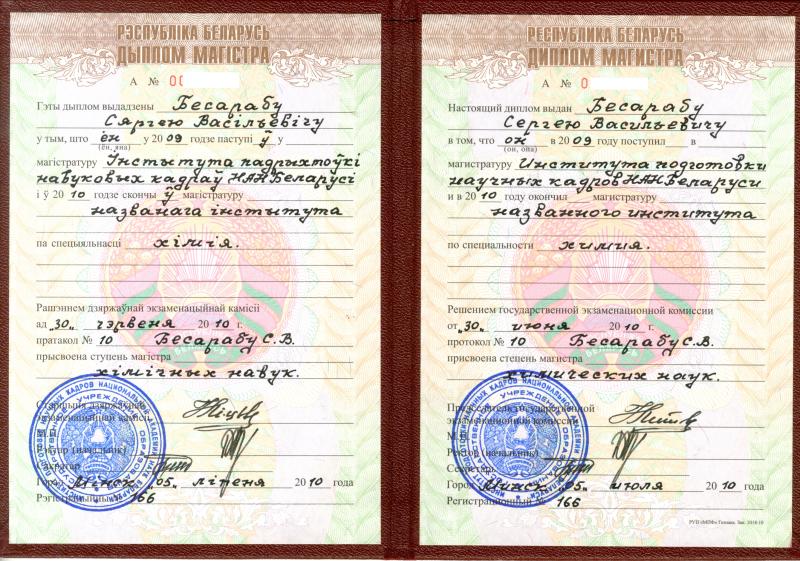 РЭСПУБЛІКА БЕЛАРУСЬ
ДЫПЛОМ МАГІСТРА
А № 00
Гэты дыплом выдадзены Бесарабу
Сяргею Васільевічу
у тым, што ён у 2009 годзе паступіў у
(ён, яна)
магістратуру Інстытута падрыхтоўкі
навуковых кадраў НАН Беларусі
і ў 2010 годзе скончыў магістратуру
названага інстытута
па спецыяльнасці хімія.
Рашэннем дзяржаўнай экзаменацыйнай камісіі
ад "30" чэрвеня 2010 г.
пратакол № 10 Бесарабу С.В.
прысвоена ступень магістра
хімічных навук.
Старшыня дзяржаўнай
экзаменацыйнай камісіі
М.П.
Рэктар (начальнік)
Сакратар
Горад Мінск "05" ліпеня 2010 года
Рэгістрацыйны № 166
РЕСПУБЛИКА БЕЛАРУСЬ
ДИПЛОМ МАГИСТРА
А № 0
Настоящий диплом выдан Бесарабу
Сергею Васильевичу
в том, что он в 2009 году поступил в
(он, она)
магистратуру Института подготовки
научных кадров НАН Беларуси
и в 2010 году окончил магистратуру
названного института
по специальности химия.
Решением государственной экзаменационной комиссии
от "30" июня 2010 г.
протокол № 10 Бесарабу С.В.
присвоена степень магистра
химических наук.
Председатель государственной
экзаменационной комиссии
М.П.
Ректор (начальник)
Секретарь
Город Минск "05" июля 2010 года
Регистрационный № 166